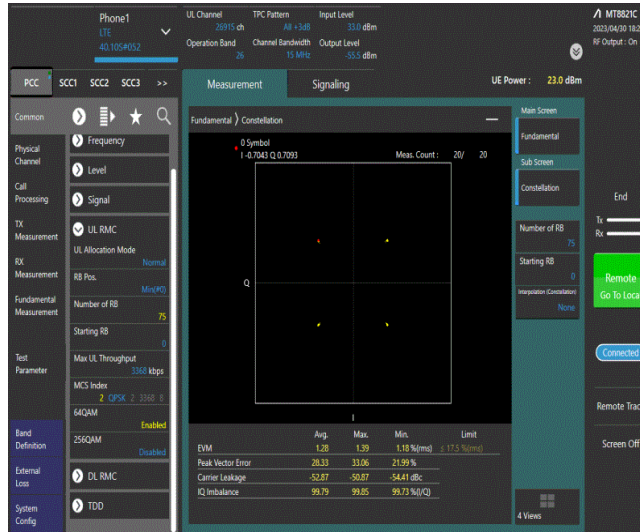 Phone1
LTE
40.10S#052
UL Channel
26915 ch
TPC Pattern
All +3dB
Input Level
33.0 dBm
Operation Band
26
Channel Bandwidth
15 MHz
Output Level
-55.5 dBm
MT8821C
2023/04/30 18:2
RF Output : On
PCC
SCC1
SCC2
SCC3
>>
Measurement
Signaling
UE Power : 23.0 dBm
Common
Physical
Channel
Call
Processing
TX
Measurement
RX
Measurement
Fundamental
Measurement
Test
Parameter
Band
Definition
External
Loss
System
Config
Frequency
Level
Signal
UL RMC
UL Allocation Mode
Normal
RB Pos.
Min(#0)
Number of RB
75
Starting RB
0
Max UL Throughput
3368 kbps
MCS Index
2 QPSK 2 3368 8
64QAM
Enabled
256QAM
Disabled
DL RMC
TDD
Fundamental 〉 Constellation
0 Symbol
I -0.7043 Q 0.7093
Meas. Count : 20/ 20
Q
I
Avg. Max. Min. Limit
EVM 1.28 1.39 1.18 %(rms) ± 17.5 %(rms)
Peak Vector Error 28.33 33.06 21.99 %
Carrier Leakage -52.87 -50.87 -54.41 dBc
IQ Imbalance 99.79 99.85 99.73 %(I/Q)
Main Screen
Fundamental
Sub Screen
Constellation
Number of RB
75
Starting RB
0
Interpolation (Constellation)
None
4 Views
End
Tx
Rx
Remote
Go To Loca
Connected
Remote Trac
Screen Off